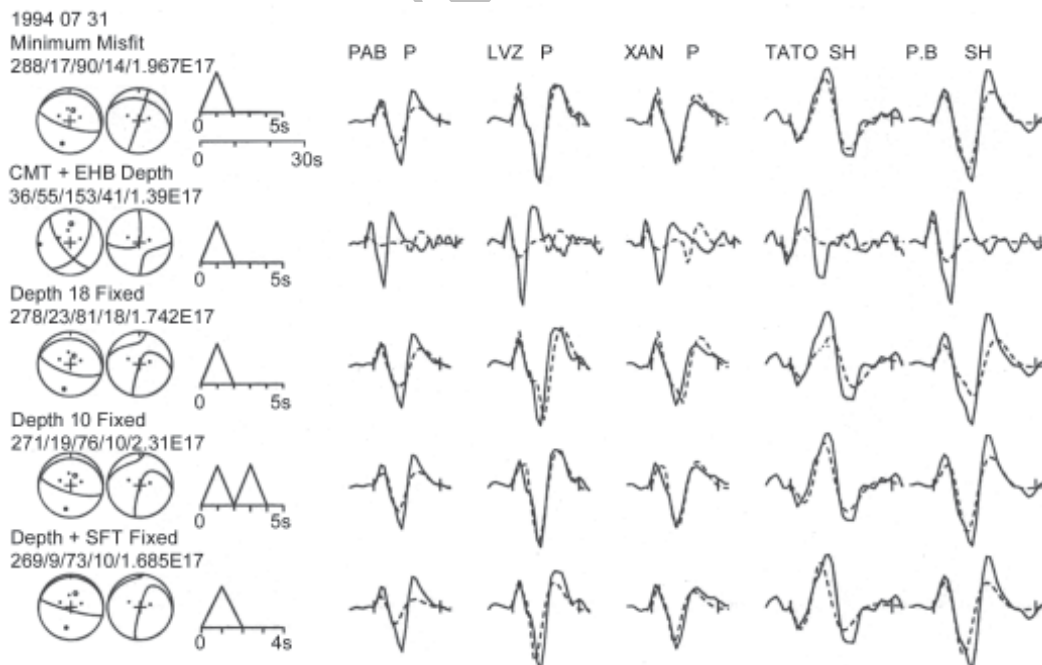 1994 07 31
Minimum Misfit
288/17/90/14/1.967E17
PAB P LVZ P XAN P TATO SH P.B SH
0 5s
0 30s
CMT + EHB Depth
36/55/153/41/1.39E17
0 5s
Depth 18 Fixed
278/23/81/18/1.742E17
0 5s
Depth 10 Fixed
271/19/76/10/2.31E17
0 5s
Depth + SFT Fixed
269/9/73/10/1.685E17
0 4s